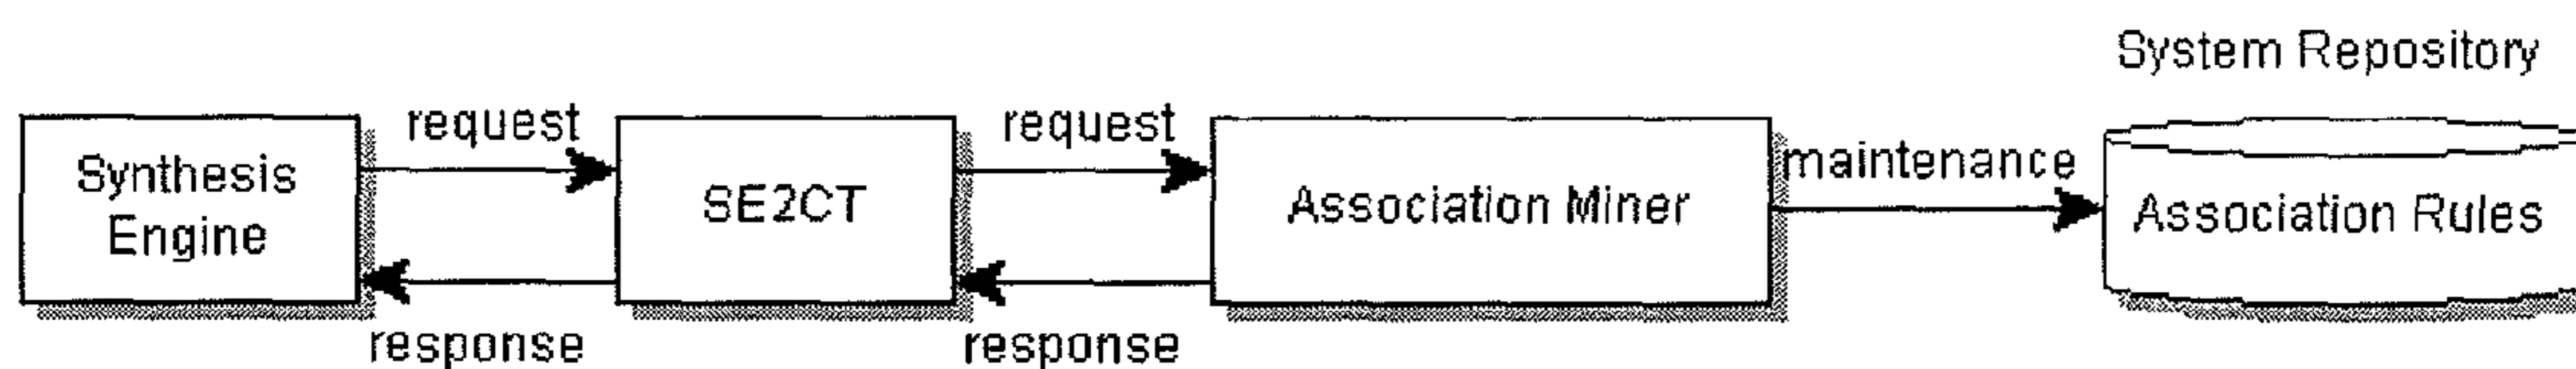 System Repository
request
request
maintenance
Synthesis
Engine
SE2CT
Association Miner
Association Rules
response
response